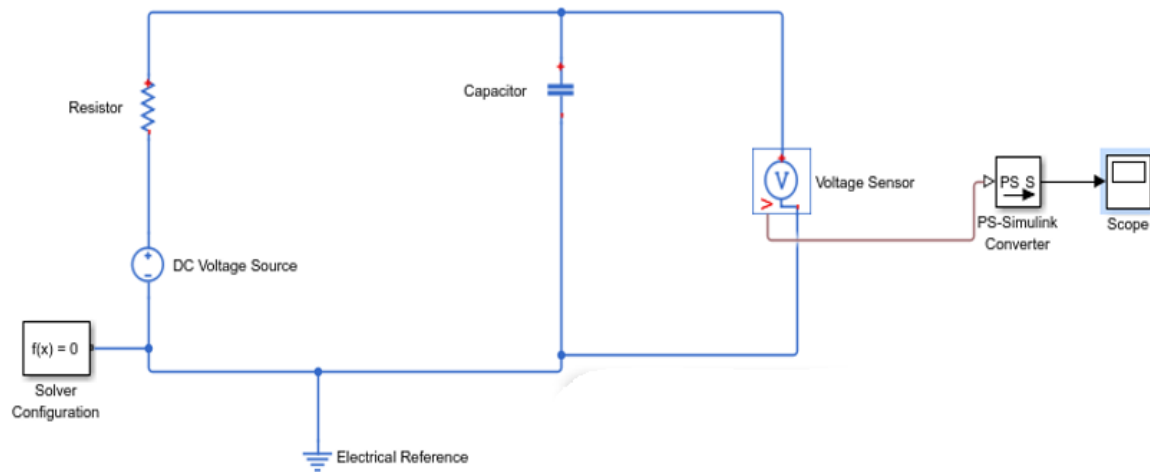 Resistor
Capacitor
V
Voltage Sensor
PS S
PS-Simulink
Converter
Scope
DC Voltage Source
f(x) = 0
Solver
Configuration
Electrical Reference